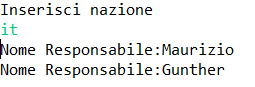 Inserisci nazione
it
Nome Responsabile:Maurizio
Nome Responsabile:Gunther